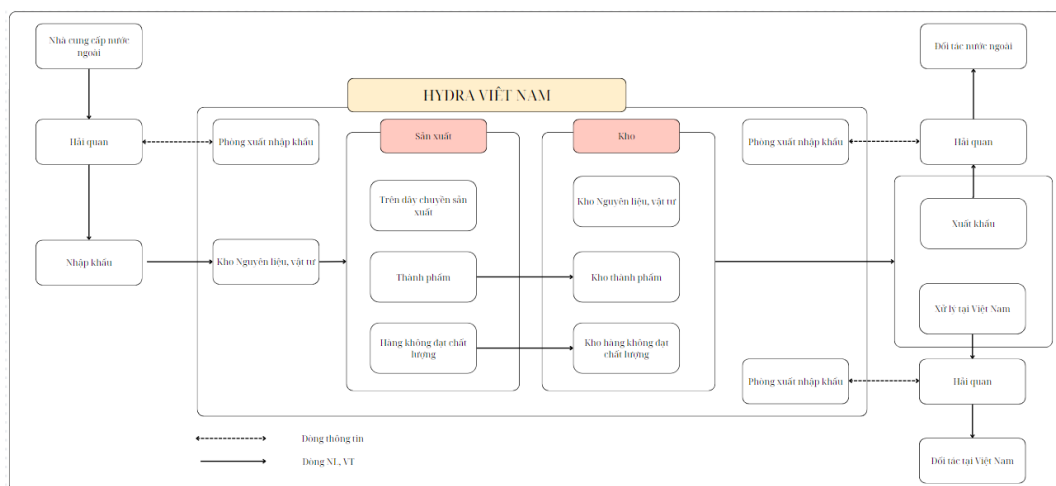 Nhà cung cấp nước
ngoài
Đối tác nước ngoài
HYDRA VIỆT NAM
Hải quan
Phòng xuất nhập khẩu
Sản xuất
Kho
Phòng xuất nhập khẩu
Hải quan
Trên dây chuyền sản
xuất
Kho Nguyên liệu, vật tư
Xuất khẩu
Nhập khẩu
Kho Nguyên liệu, vật tư
Thành phẩm
Kho thành phẩm
Xử lý tại Việt Nam
Hàng không đạt chất
lượng
Kho hàng không đạt
chất lượng
Phòng xuất nhập khẩu
Hải quan
Dòng thông tin
Dòng NL, VT
Đối tác tại Việt Nam